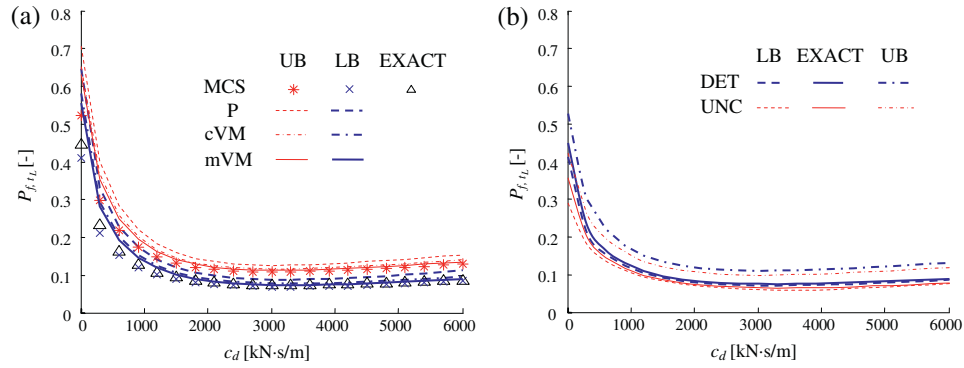 (a)
0.8
0.7
0.6
0.5
0.4
0.3
0.2
0.1
0
P_{f, t_L} [-]
UB LB EXACT
MCS
P
cVM
mVM
0 1000 2000 3000 4000 5000 6000
c_d [kN·s/m]
(b)
0.8
0.7
0.6
0.5
0.4
0.3
0.2
0.1
0
P_{f, t_L} [-]
LB EXACT UB
DET
UNC
0 1000 2000 3000 4000 5000 6000
c_d [kN·s/m]